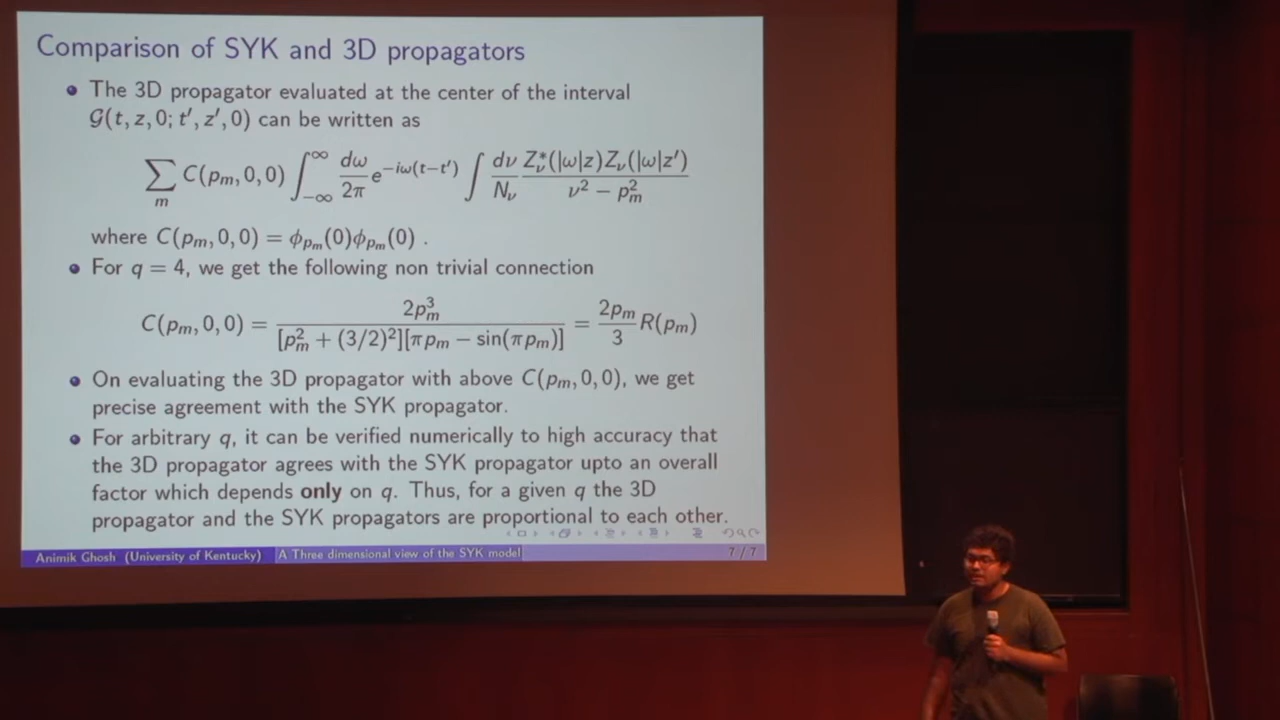 Comparison of SYK and 3D propagators
• The 3D propagator evaluated at the center of the interval
𝒢(t, z, 0; t′, z′, 0) can be written as
∑_m C(p_m, 0, 0) ∫_{−∞}^{∞} dω/2π e^{−iω(t−t′)} ∫ dν/N_ν Z*_ν(|ω|z)Z_ν(|ω|z′)/(ν² − p_m²)
where C(p_m, 0, 0) = ϕ_{p_m}(0)ϕ_{p_m}(0) .
• For q = 4, we get the following non trivial connection
C(p_m, 0, 0) = 2p_m³/([p_m² + (3/2)²][πp_m − sin(πp_m)]) = 2p_m/3 R(p_m)
• On evaluating the 3D propagator with above C(p_m, 0, 0), we get
precise agreement with the SYK propagator.
• For arbitrary q, it can be verified numerically to high accuracy that
the 3D propagator agrees with the SYK propagator upto an overall
factor which depends only on q. Thus, for a given q the 3D
propagator and the SYK propagators are proportional to each other.
Animik Ghosh (University of Kentucky) A Three dimensional view of the SYK model 7 / 7